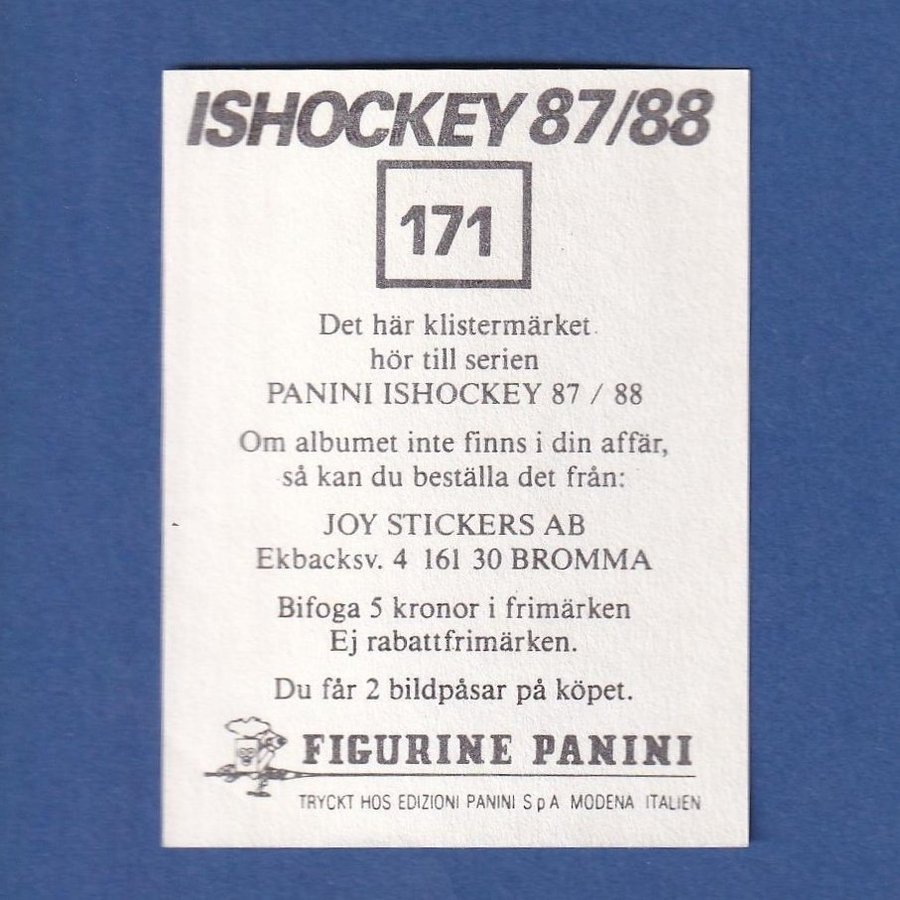 ISHOCKEY 87/88
171
Det här klistermärket
hör till serien
PANINI ISHOCKEY 87 / 88
Om albumet inte finns i din affär,
så kan du beställa det från:
JOY STICKERS AB
Ekbacksv. 4 161 30 BROMMA
Bifoga 5 kronor i frimärken
Ej rabattfrimärken.
Du får 2 bildpåsar på köpet.
FIGURINE PANINI
TRYCKT HOS EDIZIONI PANINI S p A MODENA ITALIEN